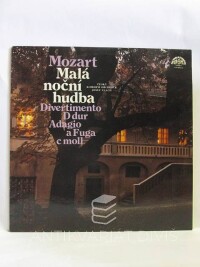 Mozart
Malá
noční
hudba
Divertimento
D dur
Adagio
a Fuga
c moll